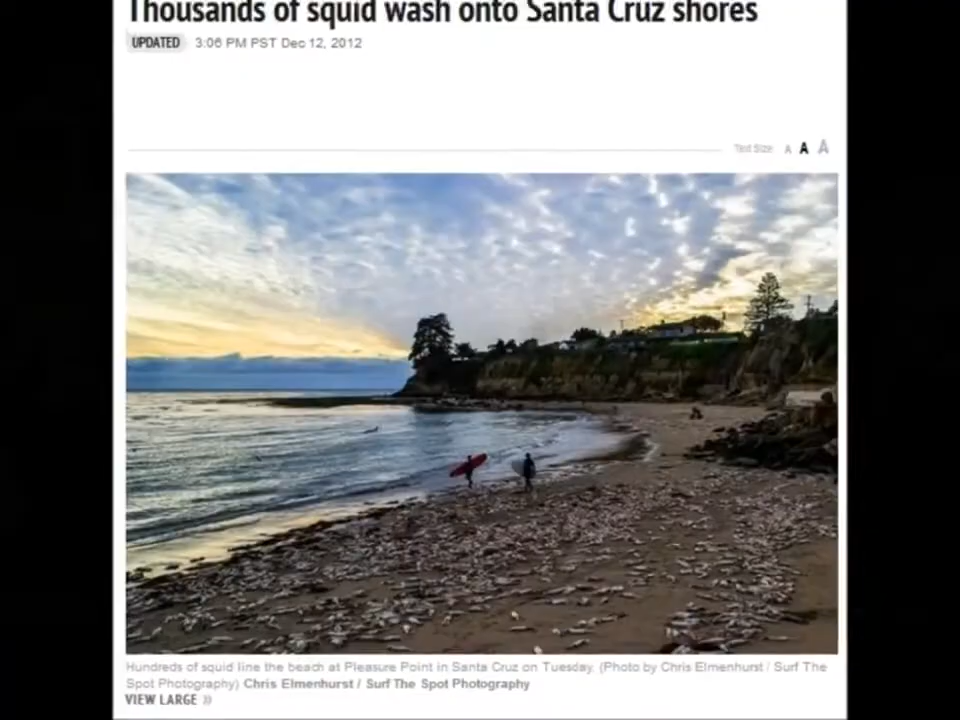 Thousands of squid wash onto Santa Cruz shores
UPDATED 3:06 PM PST Dec 12, 2012
Text Size: A A A
Hundreds of squid line the beach at Pleasure Point in Santa Cruz on Tuesday. (Photo by Chris Elmenhurst / Surf The
Spot Photography) Chris Elmenhurst / Surf The Spot Photography
VIEW LARGE »